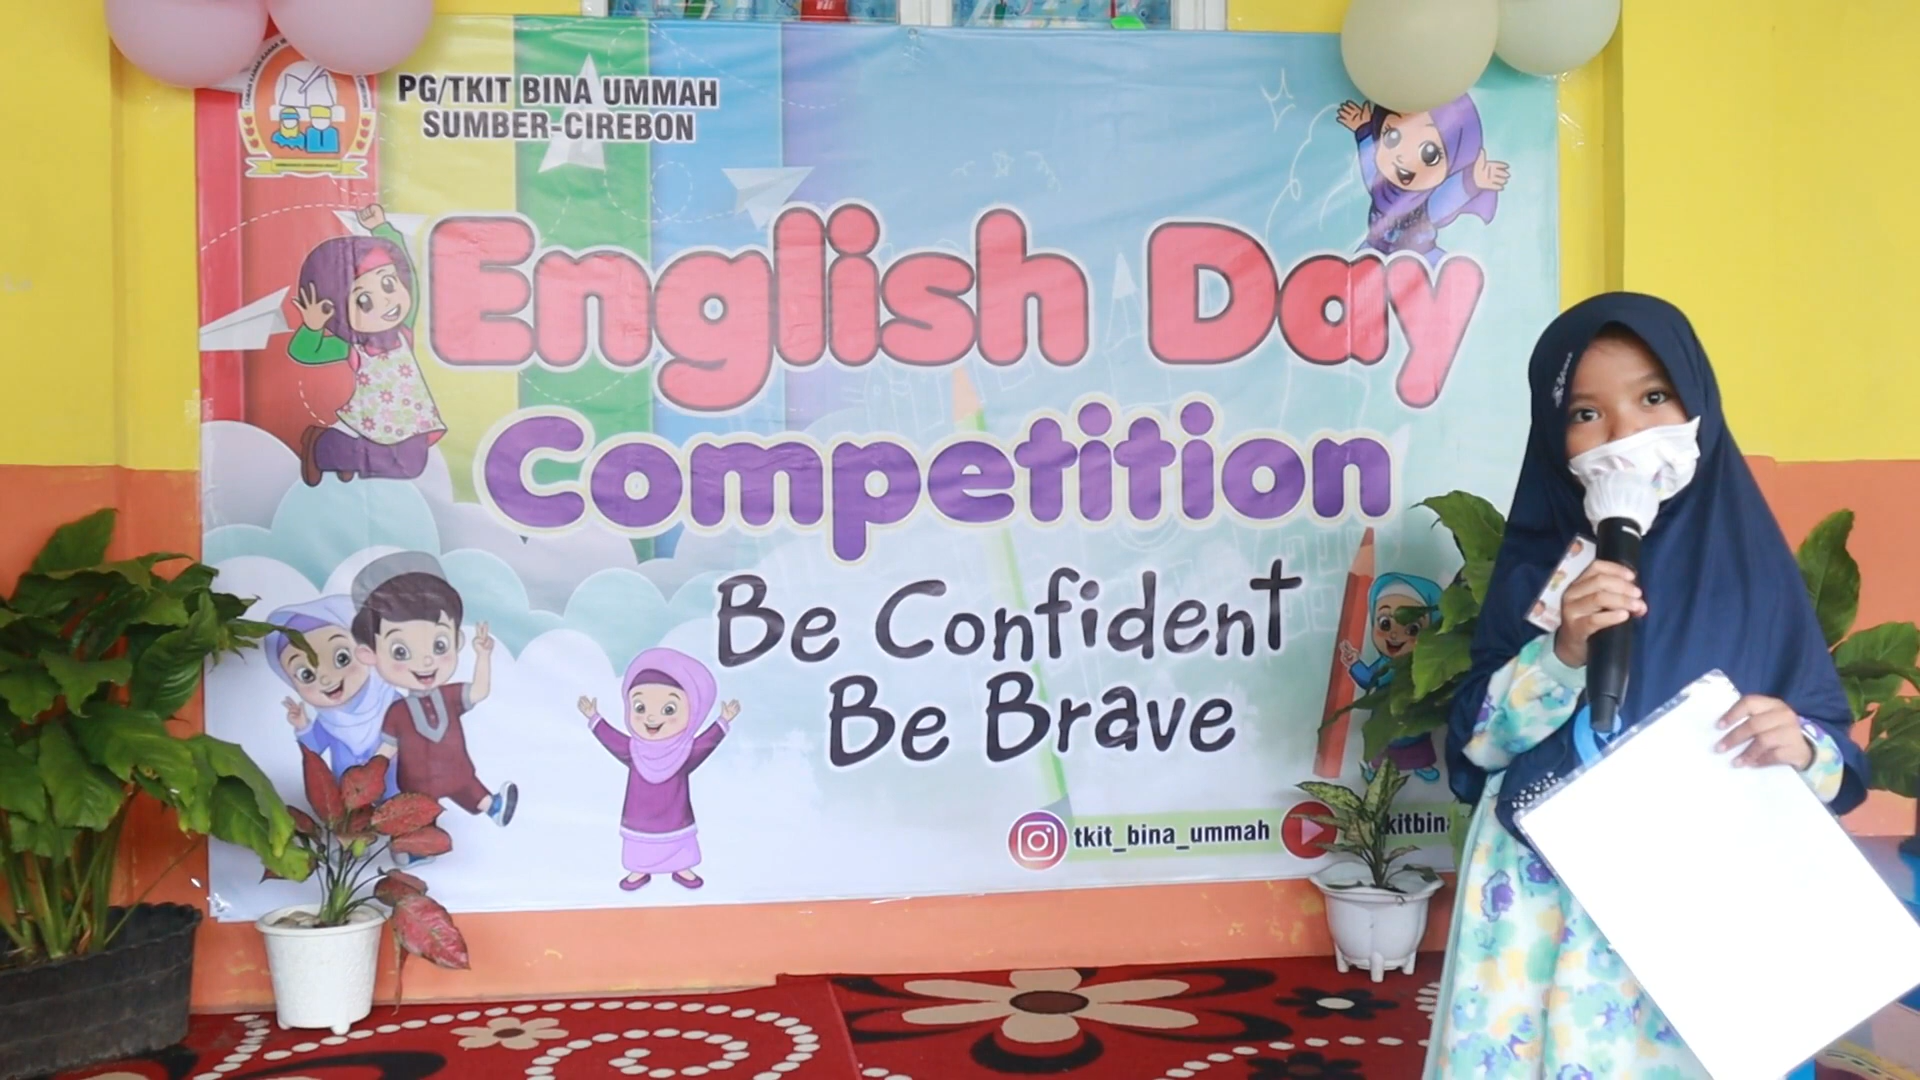 PG/TKIT BINA UMMAH
SUMBER-CIREBON
English Day
Competition
Be Confident
Be Brave
tkit_bina_ummah